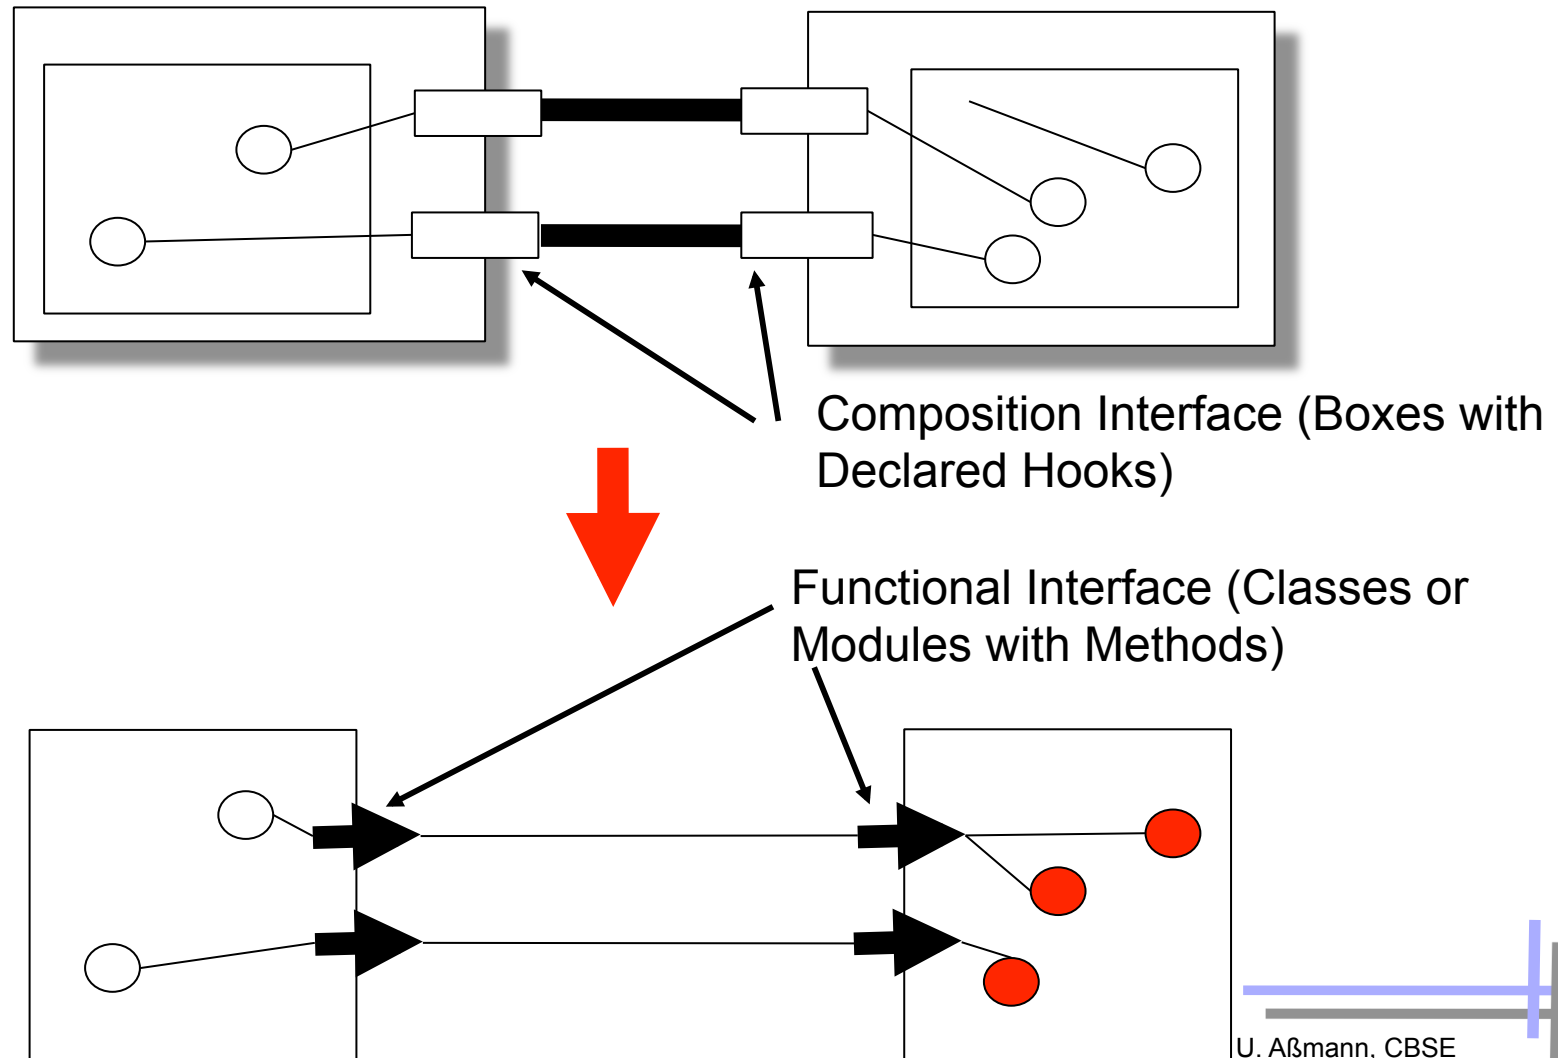 Composition Interface (Boxes with
Declared Hooks)
Functional Interface (Classes or
Modules with Methods)
U. Aßmann, CBSE